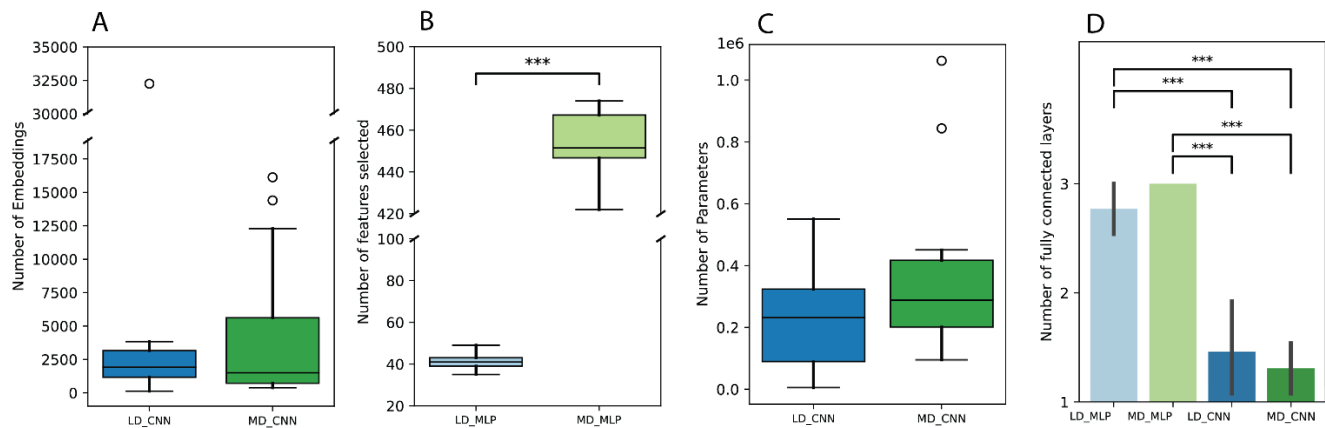 A
Number of Embeddings
35000
32500
30000
17500
15000
12500
10000
7500
5000
2500
0
LD_CNN
MD_CNN
B
Number of features selected
500
480
460
440
420
100
80
60
40
20
***
LD_MLP
MD_MLP
C
1e6
Number of Parameters
1.0
0.8
0.6
0.4
0.2
0.0
LD_CNN
MD_CNN
D
Number of fully connected layers
3
2
1
***
***
***
***
LD_MLP
MD_MLP
LD_CNN
MD_CNN